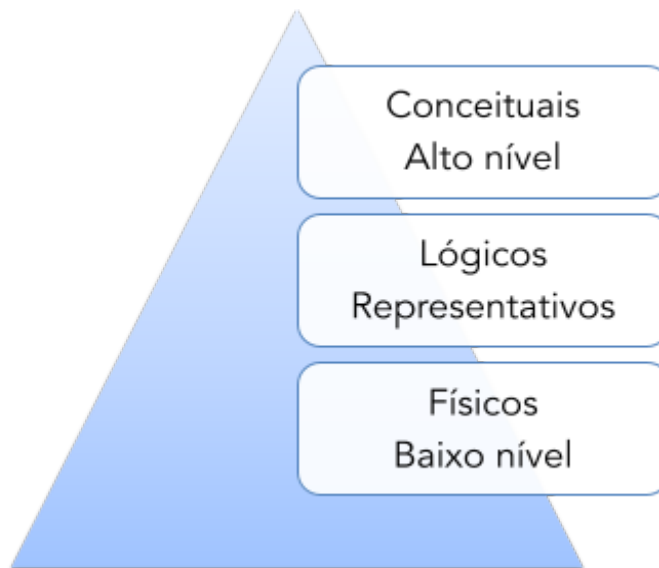 Conceituais
Alto nível
Lógicos
Representativos
Físicos
Baixo nível